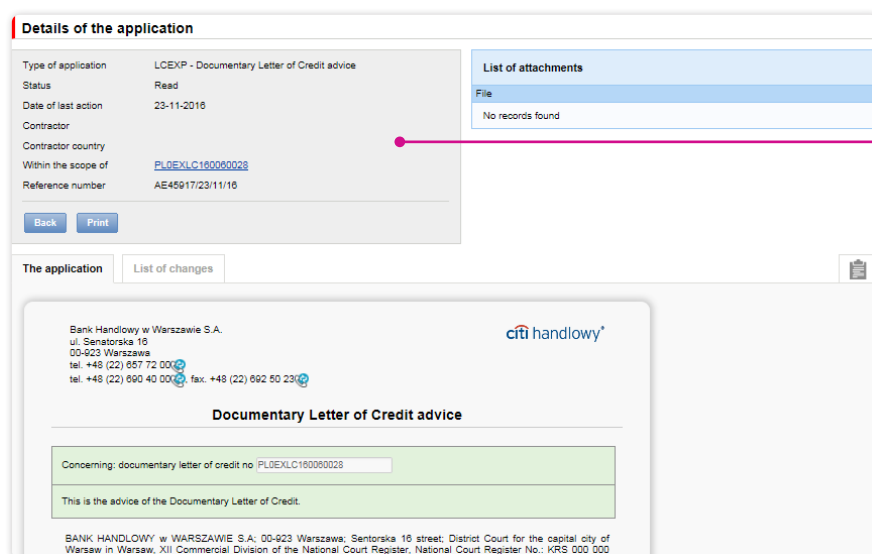 Details of the application
Type of application LCEXP - Documentary Letter of Credit advice
Status Read
Date of last action 23-11-2016
Contractor
Contractor country
Within the scope of PL0EXLC160060028
Reference number AE45917/23/11/16
Back Print
List of attachments
File
No records found
The application List of changes
Bank Handlowy w Warszawie S.A.
ul. Senatorska 16
00-923 Warszawa
tel. +48 (22) 657 72 00
tel. +48 (22) 690 40 00, fax. +48 (22) 692 50 23
citi handlowy*
Documentary Letter of Credit advice
Concerning: documentary letter of credit no PL0EXLC160060028
This is the advice of the Documentary Letter of Credit.
BANK HANDLOWY w WARSZAWIE S.A; 00-923 Warszawa; Sentorska 16 street; District Court for the capital city of
Warsaw in Warsaw, XII Commercial Division of the National Court Register, National Court Register No.: KRS 000 000